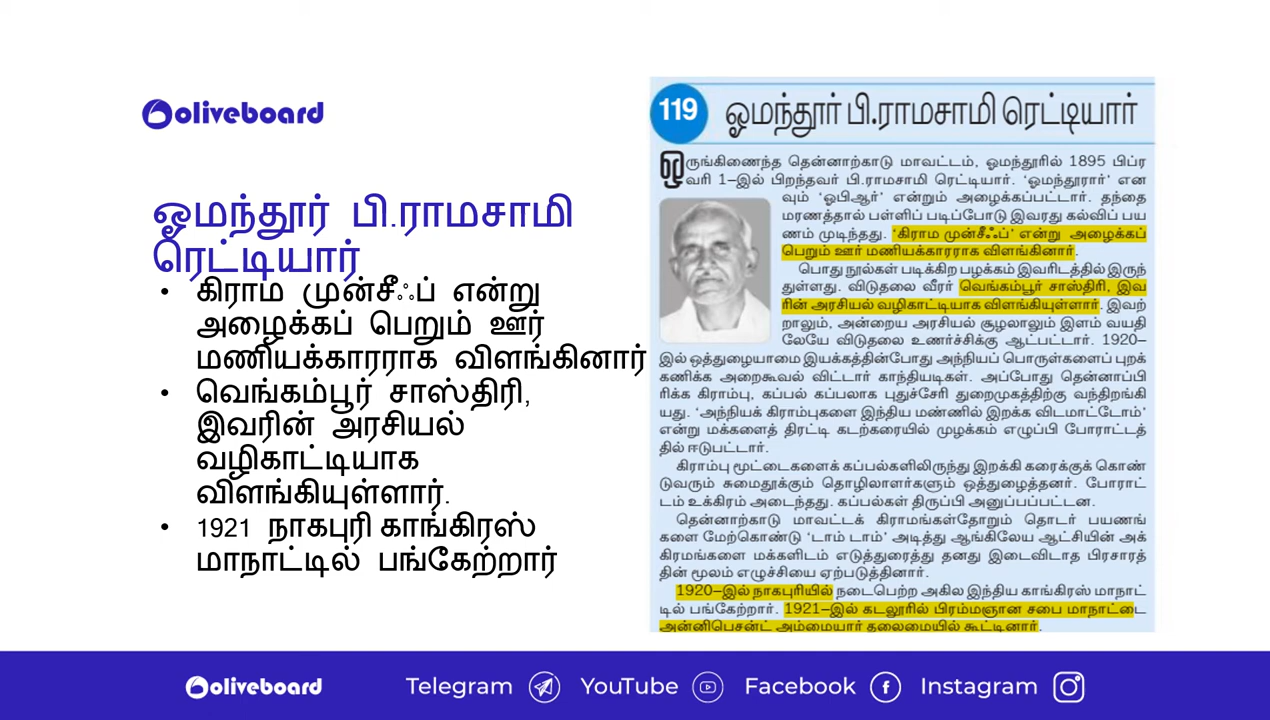 oliveboard
ஓமந்தூர் பி.ராமசாமி
ரெட்டியார்
• கிராம முன்சீஃப் என்று
அழைக்கப் பெறும் ஊர்
மணியக்காரராக விளங்கினார்
• வெங்கம்பூர் சாஸ்திரி,
இவரின் அரசியல்
வழிகாட்டியாக
விளங்கியுள்ளார்.
• 1921 நாகபுரி காங்கிரஸ்
மாநாட்டில் பங்கேற்றார்
119 ஓமந்தூர் பி.ராமசாமி ரெட்டியார்
ஒருங்கிணைந்த தென்னாற்காடு மாவட்டம், ஓமந்தூரில் 1895 பிப்ர
வரி 1–இல் பிறந்தவர் பி.ராமசாமி ரெட்டியார். ‘ஓமந்தூரார்’ என
வும் ‘ஓபிஆர்’ என்றும் அழைக்கப்பட்டார். தந்தை
மரணத்தால் பள்ளிப் படிப்போடு இவரது கல்விப் பய
ணம் முடிந்தது. ‘கிராம முன்சீஃப்’ என்று அழைக்கப்
பெறும் ஊர் மணியக்காரராக விளங்கினார்.
பொது நூல்கள் படிக்கிற பழக்கம் இவரிடத்தில் இருந்
துள்ளது. விடுதலை வீரர் வெங்கம்பூர் சாஸ்திரி, இவ
ரின் அரசியல் வழிகாட்டியாக விளங்கியுள்ளார். இவற்
றாலும், அன்றைய அரசியல் சூழலாலும் இளம் வயதி
லேயே விடுதலை உணர்ச்சிக்கு ஆட்பட்டார். 1920–
இல் ஒத்துழையாமை இயக்கத்தின்போது அந்நியப் பொருள்களைப் புறக்
கணிக்க அறைகூவல் விட்டார் காந்தியடிகள். அப்போது தென்னாப்பி
ரிக்க கிராம்பு, கப்பல் கப்பலாக புதுச்சேரி துறைமுகத்திற்கு வந்திறங்கி
யது. ‘அந்நியக் கிராம்புகளை இந்திய மண்ணில் இறக்க விடமாட்டோம்’
என்று மக்களைத் திரட்டி கடற்கரையில் முழக்கம் எழுப்பி போராட்டத்
தில் ஈடுபட்டார்.
கிராம்பு மூட்டைகளைக் கப்பல்களிலிருந்து இறக்கி கரைக்குக் கொண்
டுவரும் சுமைதூக்கும் தொழிலாளர்களும் ஒத்துழைத்தனர். போராட்
டம் உக்கிரம் அடைந்தது. கப்பல்கள் திருப்பி அனுப்பப்பட்டன.
தென்னாற்காடு மாவட்டக் கிராமங்கள்தோறும் தொடர் பயணங்
களை மேற்கொண்டு ‘டாம் டாம்’ அடித்து ஆங்கிலேய ஆட்சியின் அக்
கிரமங்களை மக்களிடம் எடுத்துரைத்து தனது இடைவிடாத பிரசாரத்
தின் மூலம் எழுச்சியை ஏற்படுத்தினார்.
1920–இல் நாகபுரியில் நடைபெற்ற அகில இந்திய காங்கிரஸ் மாநாட்
டில் பங்கேற்றார். 1921–இல் கடலூரில் பிரம்மஞான சபை மாநாட்டை
அன்னிபெசன்ட் அம்மையார் தலைமையில் கூட்டினார்.
oliveboard Telegram YouTube Facebook Instagram